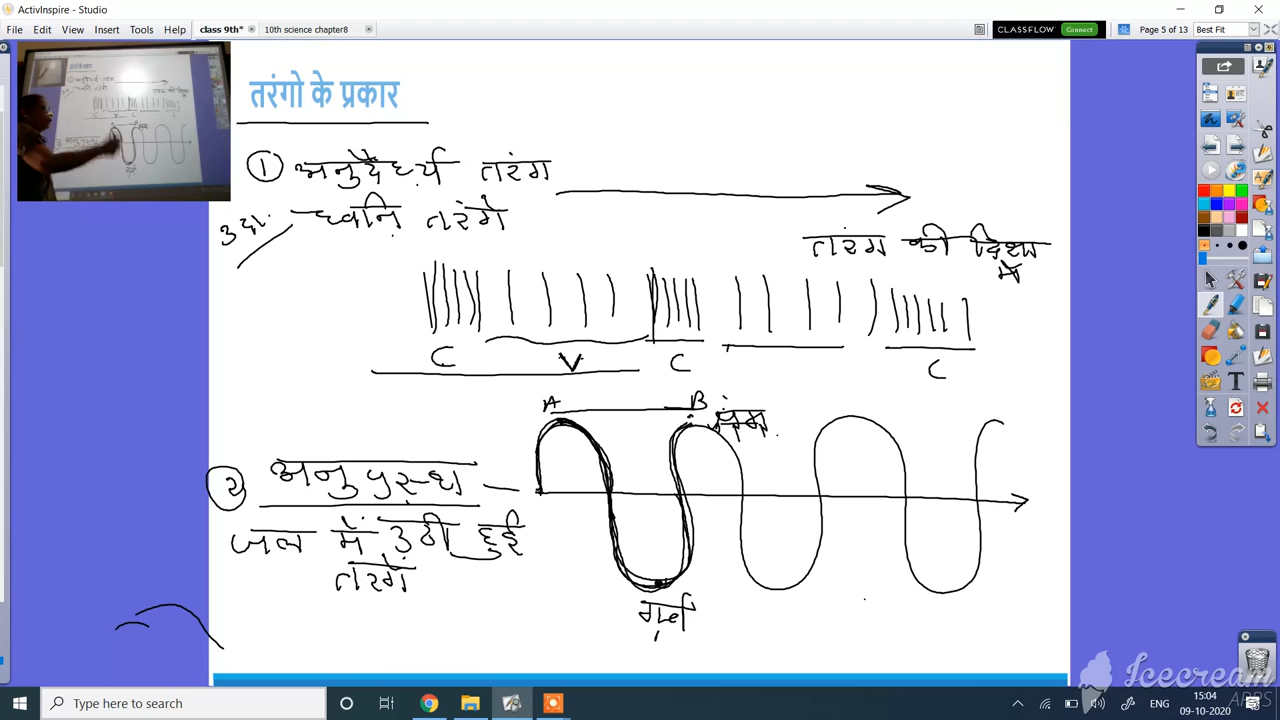 ActivInspire - Studio
File Edit View Insert Tools Help class 9th* 10th science chapter8 CLASSFLOW Connect Page 5 of 13 Best Fit
तरंगो के प्रकार
① अनुदैर्ध्य तरंग
उदा. ध्वनि तरंगे
तरंग की दिशा
में
C V C C
A B श्रंग
② अनुप्रस्थ
जल में उठी हुई
तरंगे
गर्त
Icecream
APPS
Type here to search
ENG 15:04
09-10-2020